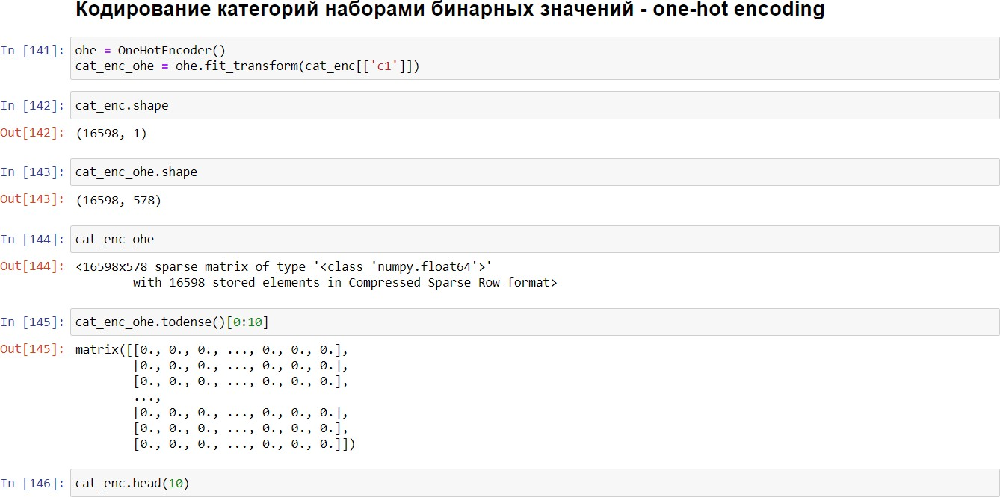 Кодирование категорий наборами бинарных значений - one-hot encoding
In [141]: ohe = OneHotEncoder()
cat_enc_ohe = ohe.fit_transform(cat_enc[['c1']])
In [142]: cat_enc.shape
Out[142]: (16598, 1)
In [143]: cat_enc_ohe.shape
Out[143]: (16598, 578)
In [144]: cat_enc_ohe
Out[144]: <16598x578 sparse matrix of type '<class 'numpy.float64'>'
with 16598 stored elements in Compressed Sparse Row format>
In [145]: cat_enc_ohe.todense()[0:10]
Out[145]: matrix([[0., 0., 0., ..., 0., 0., 0.],
[0., 0., 0., ..., 0., 0., 0.],
[0., 0., 0., ..., 0., 0., 0.],
...,
[0., 0., 0., ..., 0., 0., 0.],
[0., 0., 0., ..., 0., 0., 0.],
[0., 0., 0., ..., 0., 0., 0.]])
In [146]: cat_enc.head(10)